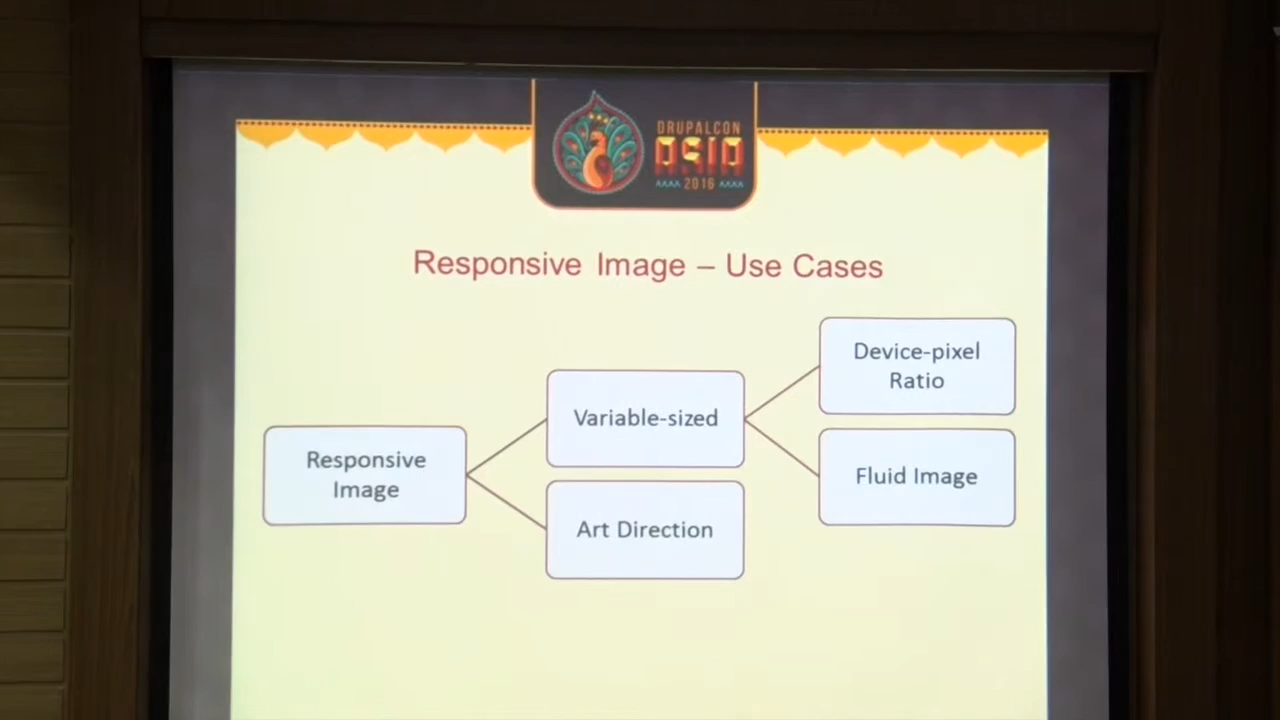 DRUPALCON
ASIA
2016
Responsive Image – Use Cases
Responsive
Image
Variable-sized
Art Direction
Device-pixel
Ratio
Fluid Image